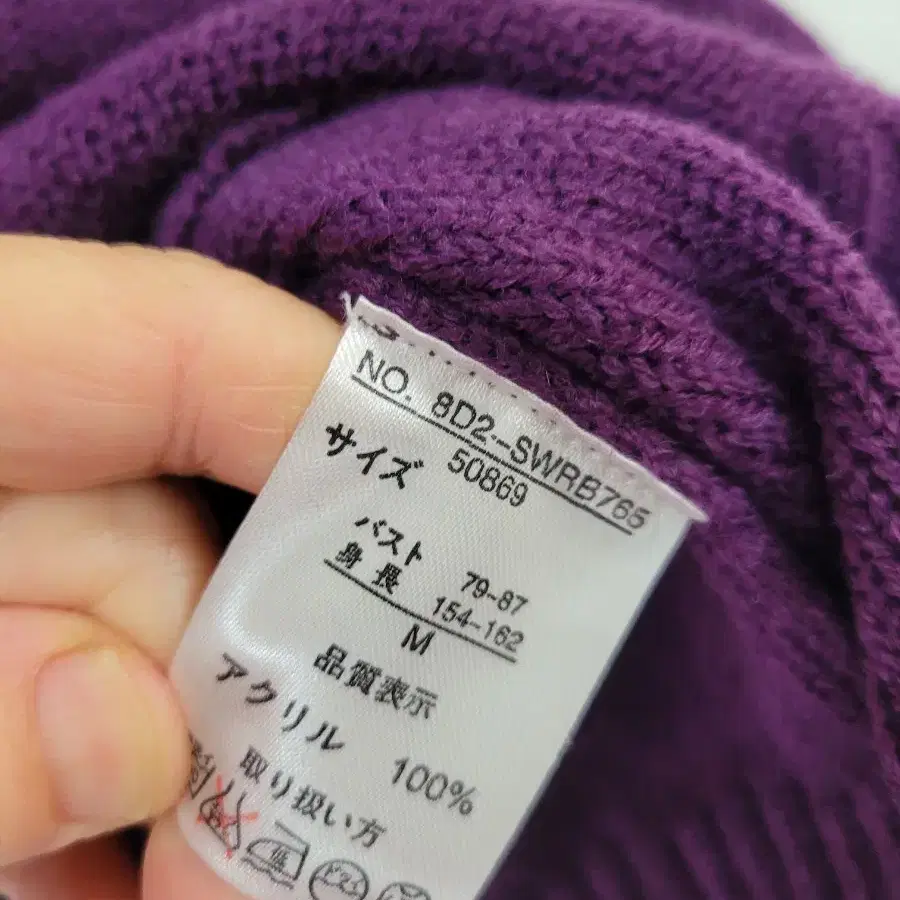 NO. 8D2-SWRB765
50869
サイズ
バスト 79-87
身長 154-162
M
品質表示
アクリル 100%
取り扱い方